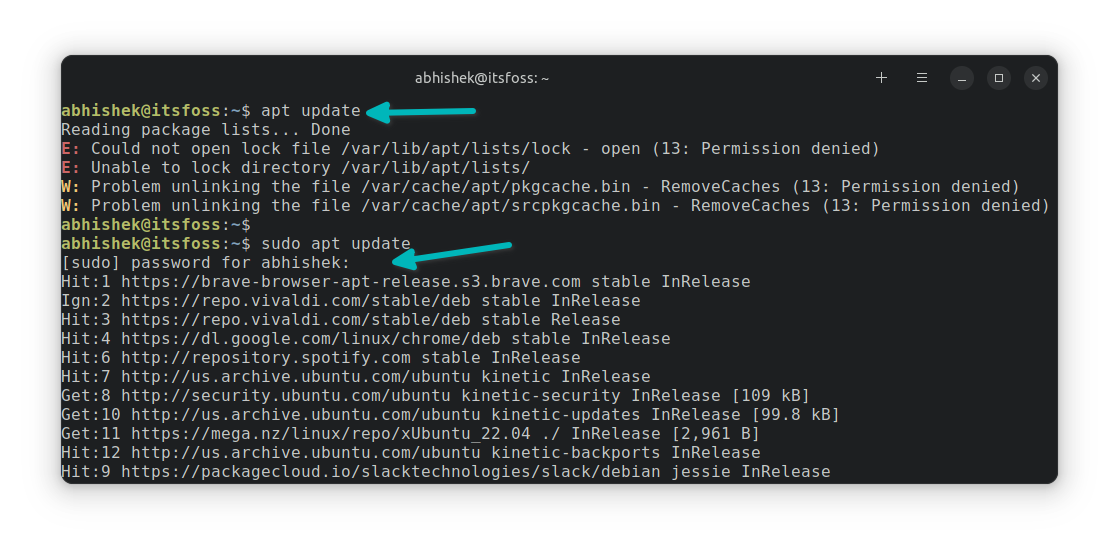 abhishek@itsfoss: ~
abhishek@itsfoss:~$ apt update
Reading package lists... Done
E: Could not open lock file /var/lib/apt/lists/lock - open (13: Permission denied)
E: Unable to lock directory /var/lib/apt/lists/
W: Problem unlinking the file /var/cache/apt/pkgcache.bin - RemoveCaches (13: Permission denied)
W: Problem unlinking the file /var/cache/apt/srcpkgcache.bin - RemoveCaches (13: Permission denied)
abhishek@itsfoss:~$
abhishek@itsfoss:~$ sudo apt update
[sudo] password for abhishek:
Hit:1 https://brave-browser-apt-release.s3.brave.com stable InRelease
Ign:2 https://repo.vivaldi.com/stable/deb stable InRelease
Hit:3 https://repo.vivaldi.com/stable/deb stable Release
Hit:4 https://dl.google.com/linux/chrome/deb stable InRelease
Hit:6 http://repository.spotify.com stable InRelease
Hit:7 http://us.archive.ubuntu.com/ubuntu kinetic InRelease
Get:8 http://security.ubuntu.com/ubuntu kinetic-security InRelease [109 kB]
Get:10 http://us.archive.ubuntu.com/ubuntu kinetic-updates InRelease [99.8 kB]
Get:11 https://mega.nz/linux/repo/xUbuntu_22.04 ./ InRelease [2,961 B]
Hit:12 http://us.archive.ubuntu.com/ubuntu kinetic-backports InRelease
Hit:9 https://packagecloud.io/slacktechnologies/slack/debian jessie InRelease